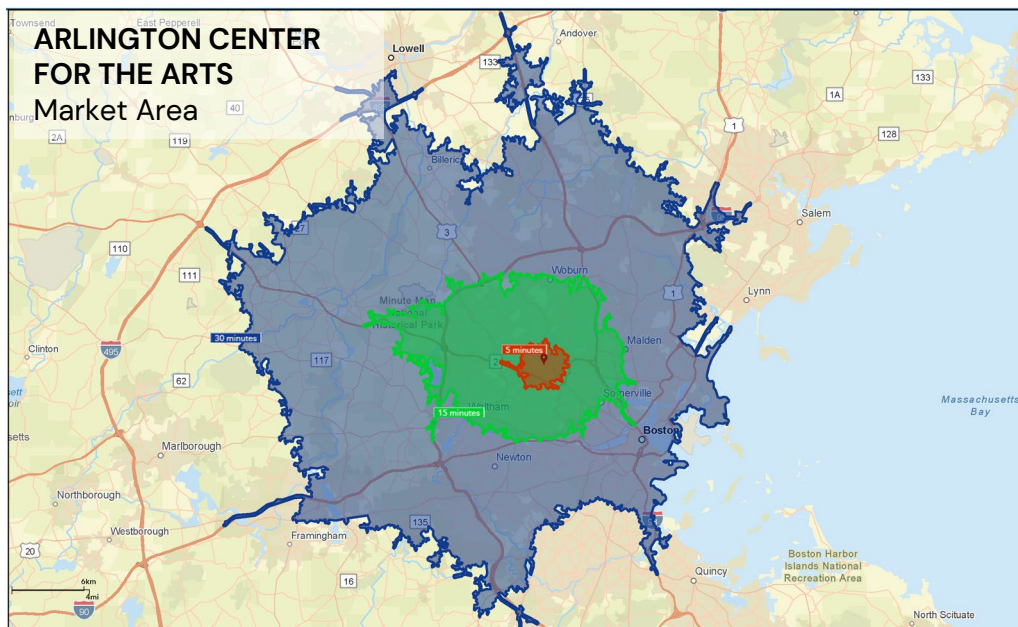 ARLINGTON CENTER
FOR THE ARTS
Market Area
Townsend
East Pepperell
Lowell
Andover
133
133
1A
1
128
40
2A
119
Billeric
Salem
27
3
110
111
Woburn
1
Lynn
Minute Man
National
Historical Park
30 minutes
5 minutes
Malden
Clinton
495
117
2
62
Somerville
Massachusetts
Bay
15 minutes
Waltham
Boston
Marlborough
Newton
Northborough
135
Westborough
Framingham
20
16
Quincy
Boston Harbor
Islands National
Recreation Area
6km
4mi
90
North Scituate